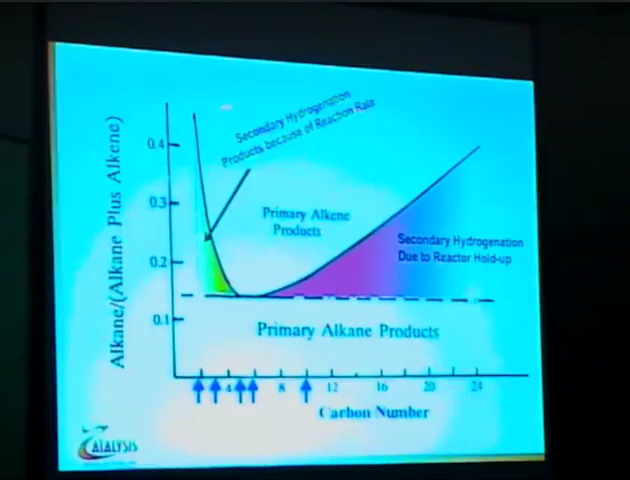 Secondary Hydrogenation
Products because of Reaction Rate
Alkane/(Alkane Plus Alkene)
0.4
0.3
0.2
0.1
Primary Alkene
Products
Secondary Hydrogenation
Due to Reactor Hold-up
Primary Alkane Products
4 8 12 16 20 24
Carbon Number
CATALYSIS